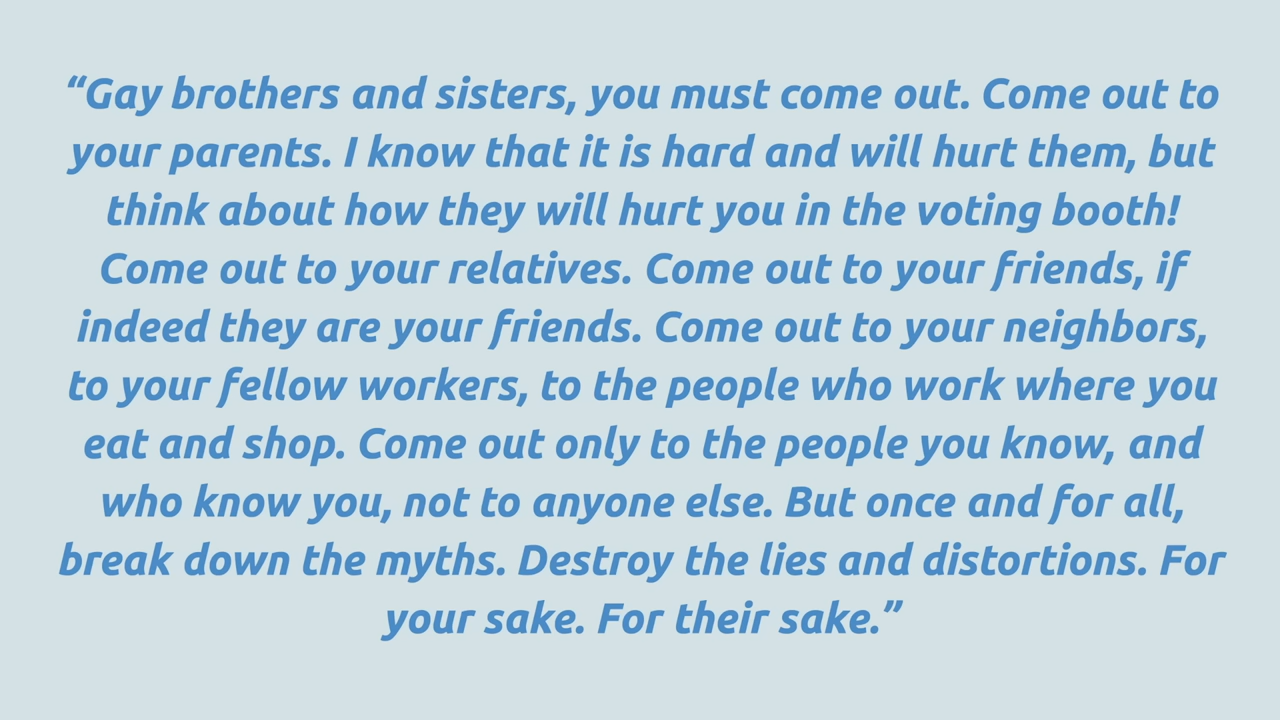 “Gay brothers and sisters, you must come out. Come out to
your parents. I know that it is hard and will hurt them, but
think about how they will hurt you in the voting booth!
Come out to your relatives. Come out to your friends, if
indeed they are your friends. Come out to your neighbors,
to your fellow workers, to the people who work where you
eat and shop. Come out only to the people you know, and
who know you, not to anyone else. But once and for all,
break down the myths. Destroy the lies and distortions. For
your sake. For their sake.”